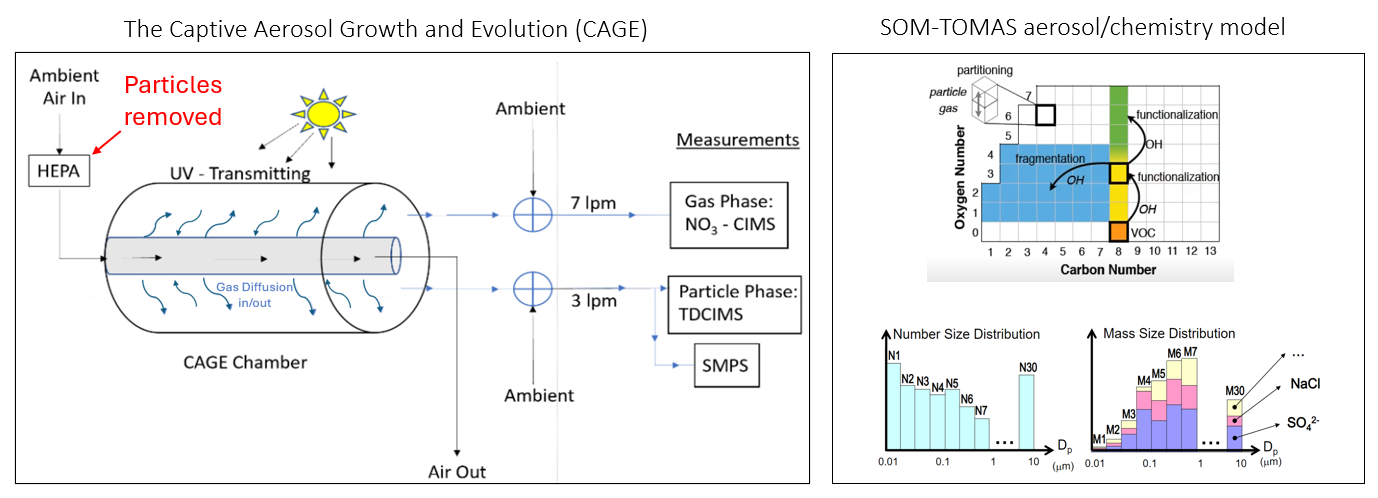 The Captive Aerosol Growth and Evolution (CAGE)
Ambient
Air In
Particles
removed
HEPA
UV - Transmitting
Gas Diffusion
in/out
CAGE Chamber
Air Out
Ambient
7 lpm
3 lpm
Ambient
Measurements
Gas Phase:
NO3 - CIMS
Particle Phase:
TDCIMS
SMPS
SOM-TOMAS aerosol/chemistry model
partitioning
particle
gas
Oxygen Number
7
6
5
4
3
2
1
0
functionalization
OH
fragmentation
OH
functionalization
OH
VOC
1 2 3 4 5 6 7 8 9 10 11 12 13
Carbon Number
Number Size Distribution
N1
N2
N3
N4
N5
N6
N7
...
N30
0.01 0.1 1 10
Dp
(μm)
Mass Size Distribution
M1
M2
M3
M4
M5
M6
M7
...
M30
...
NaCl
SO4 2-
0.01 0.1 1 10
Dp
(μm)